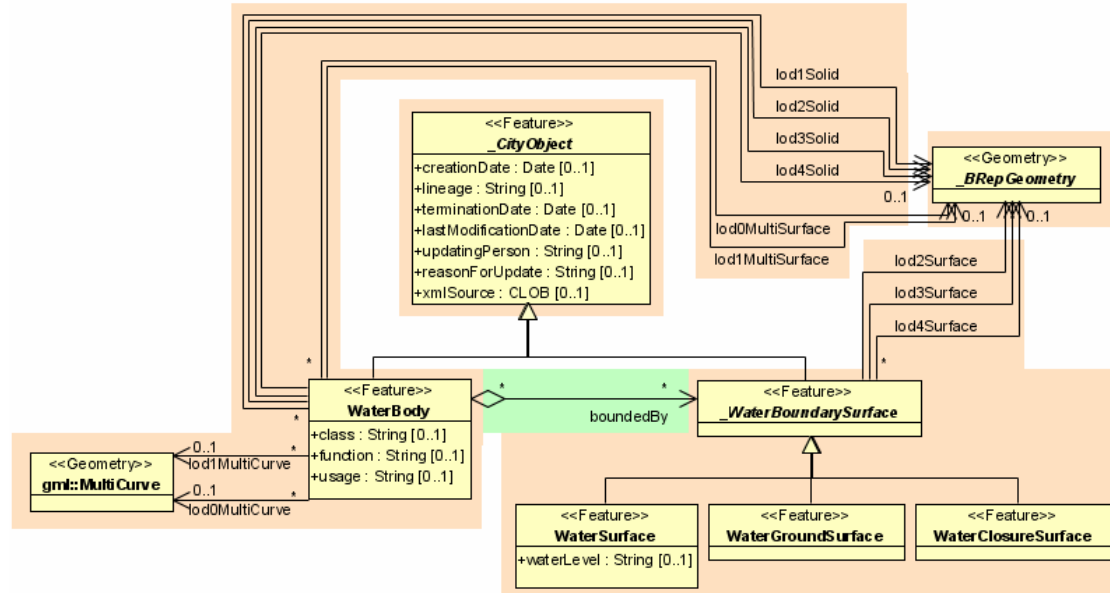 lod1Solid
lod2Solid
lod3Solid
lod4Solid
0..1
<<Geometry>>
_BRepGeometry
0..1
0..1
lod0MultiSurface
lod1MultiSurface
<<Feature>>
_CityObject
+creationDate : Date [0..1]
+lineage : String [0..1]
+terminationDate : Date [0..1]
+lastModificationDate : Date [0..1]
+updatingPerson : String [0..1]
+reasonForUpdate : String [0..1]
+xmlSource : CLOB [0..1]
lod2Surface
lod3Surface
lod4Surface
*
*
*
<<Feature>>
WaterBody
+class : String [0..1]
+function : String [0..1]
+usage : String [0..1]
*
*
boundedBy
<<Feature>>
_WaterBoundarySurface
0..1
*
lod1MultiCurve
0..1
*
lod0MultiCurve
<<Geometry>>
gml::MultiCurve
<<Feature>>
WaterSurface
+waterLevel : String [0..1]
<<Feature>>
WaterGroundSurface
<<Feature>>
WaterClosureSurface